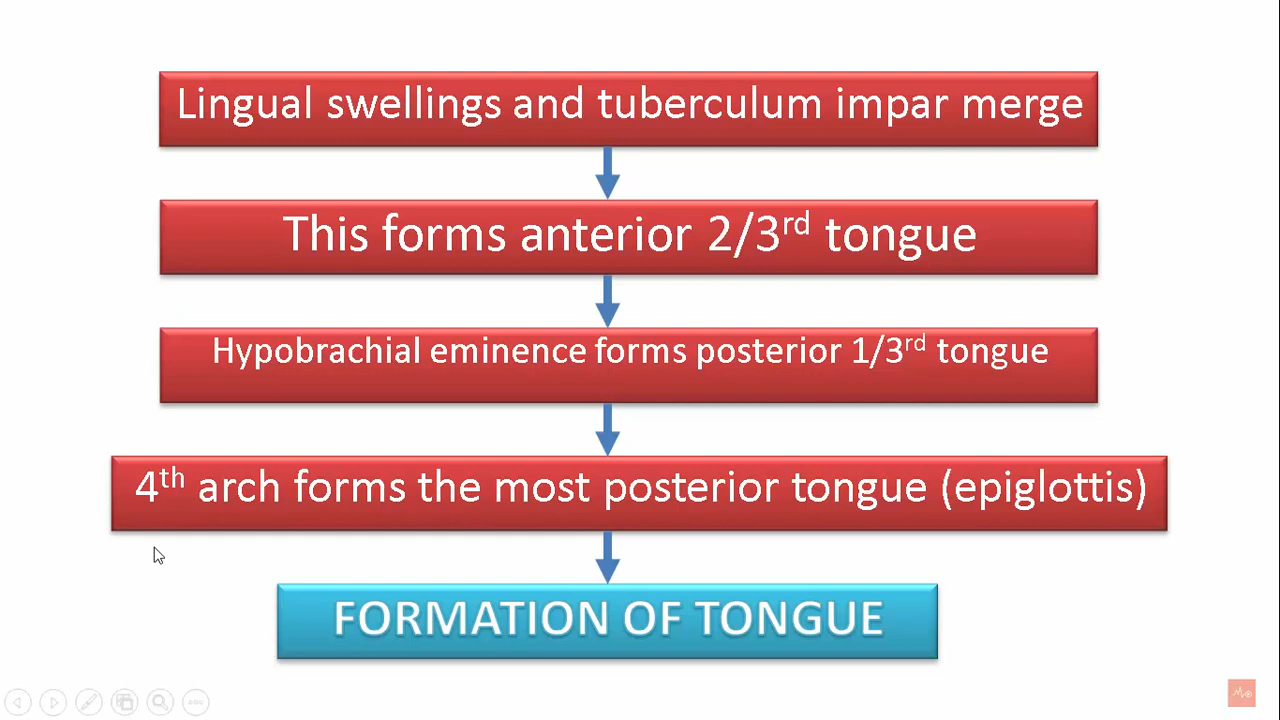 Lingual swellings and tuberculum impar merge
This forms anterior 2/3rd tongue
Hypobrachial eminence forms posterior 1/3rd tongue
4th arch forms the most posterior tongue (epiglottis)
FORMATION OF TONGUE